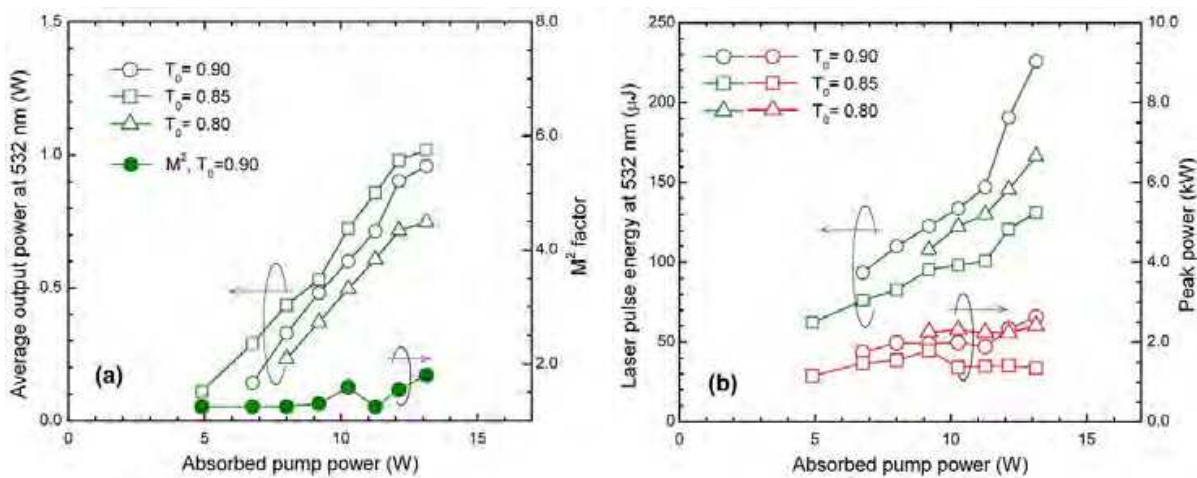 1.5
1.0
0.5
0.0
0
5
10
15
8.0
6.0
4.0
2.0
Average output power at 532 nm (W)
Absorbed pump power (W)
M² factor
T₀= 0.90
T₀= 0.85
T₀= 0.80
M², T₀=0.90
(a)
250
200
150
100
50
0
0
5
10
15
10.0
8.0
6.0
4.0
2.0
0.0
Laser pulse energy at 532 nm (μJ)
Absorbed pump power (W)
Peak power (kW)
T₀= 0.90
T₀= 0.85
T₀= 0.80
(b)